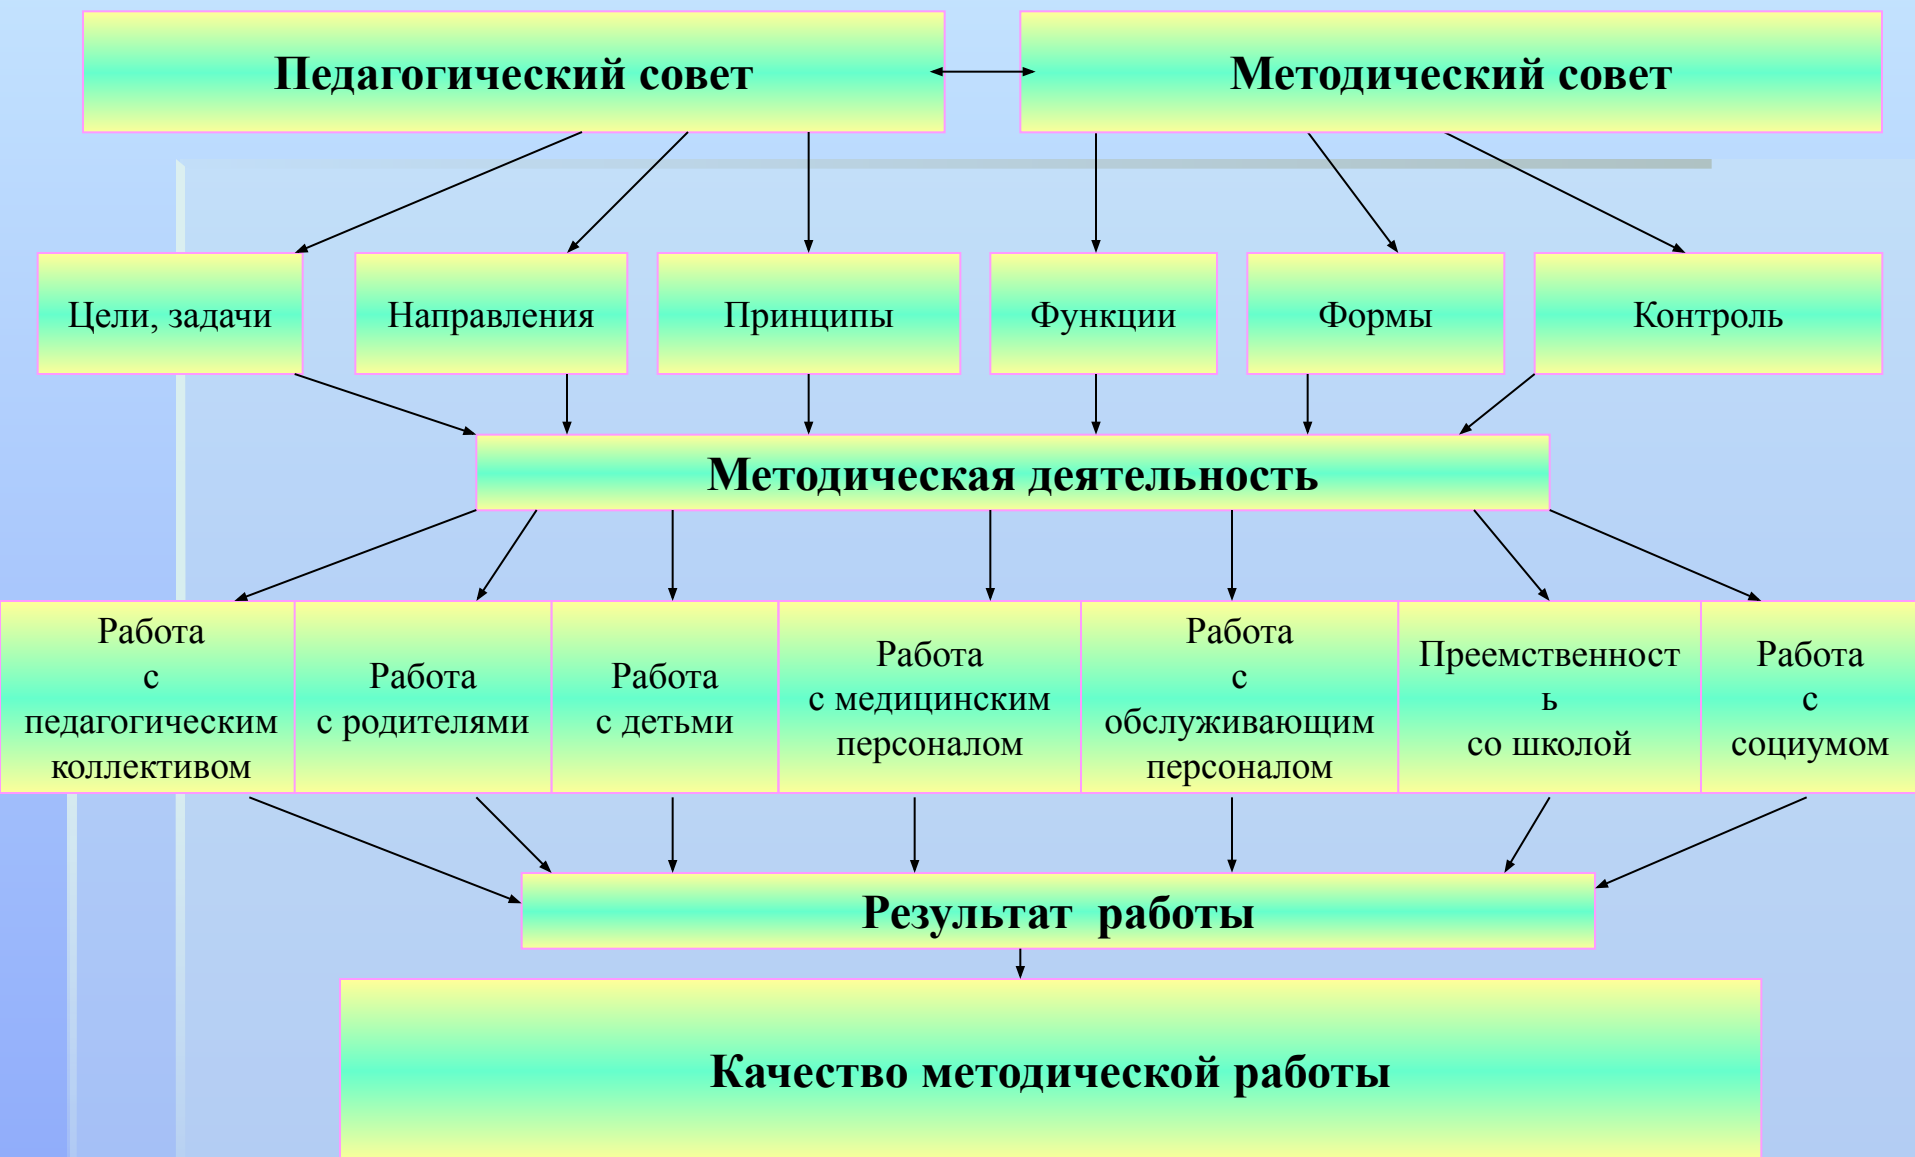 Педагогический совет
Методический совет
Цели, задачи
Направления
Принципы
Функции
Формы
Контроль
Методическая деятельность
Работа
с
педагогическим
коллективом
Работа
с родителями
Работа
с детьми
Работа
с медицинским
персоналом
Работа
с
обслуживающим
персоналом
Преемственност
ь
со школой
Работа
с
социумом
Результат  работы
Качество методической работы